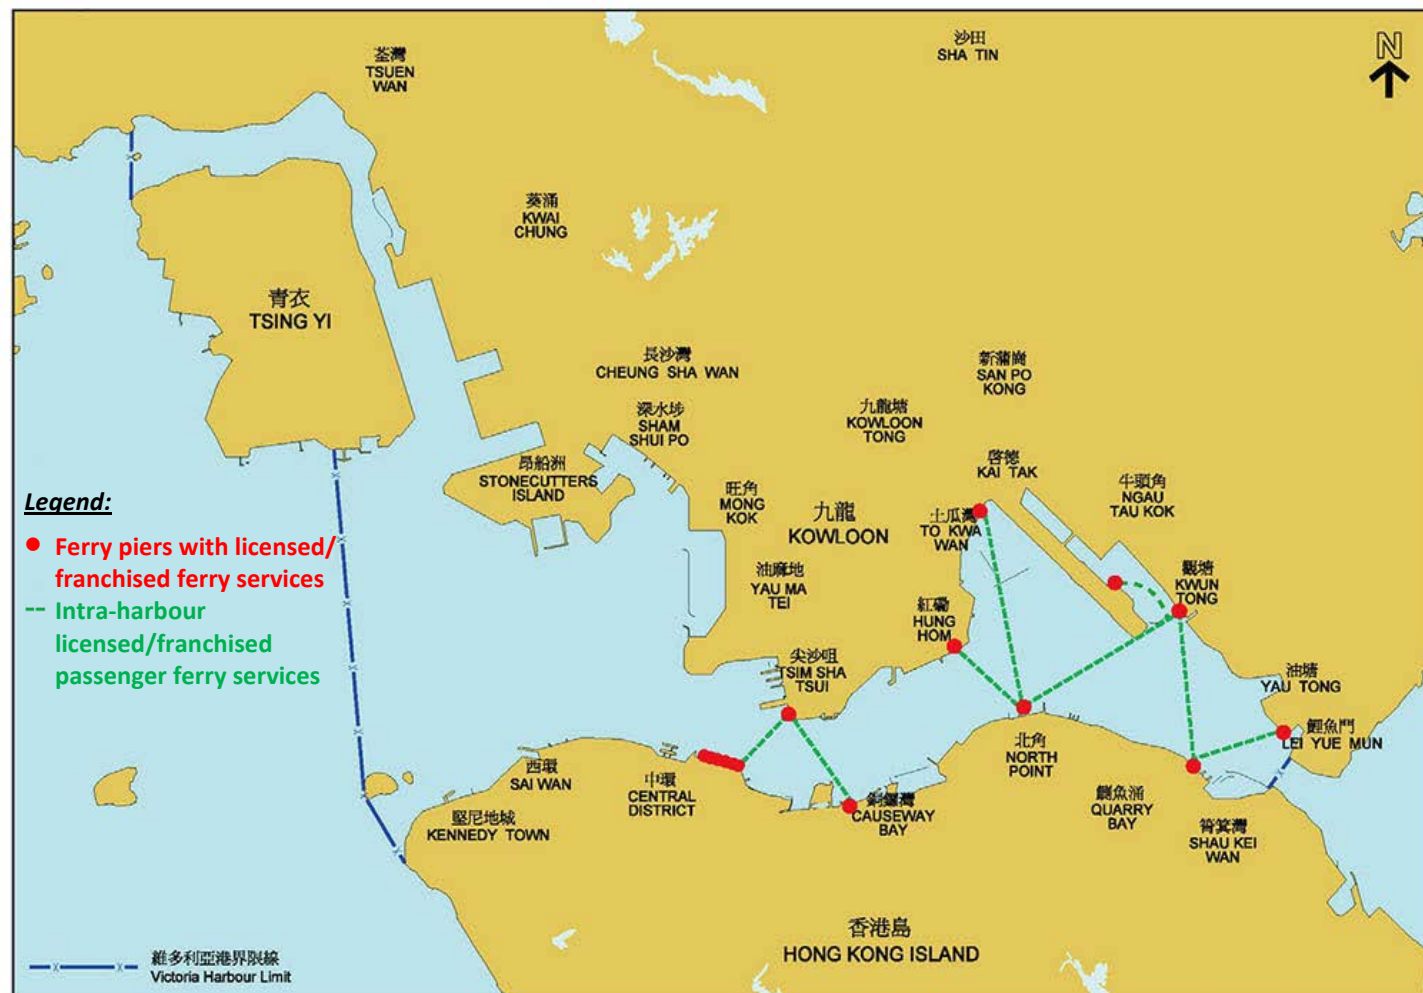 荃灣
TSUEN
WAN
沙田
SHA TIN
N
葵涌
KWAI
CHUNG
青衣
TSING YI
長沙灣
CHEUNG SHA WAN
新蒲崗
SAN PO
KONG
深水埗
SHAM
SHUI PO
九龍塘
KOWLOON
TONG
昂船洲
STONECUTTERS
ISLAND
旺角
MONG
KOK
九龍
KOWLOON
啓德
KAI TAK
牛頭角
NGAU
TAU KOK
土瓜灣
TO KWA
WAN
Legend:
Ferry piers with licensed/
franchised ferry services
Intra-harbour
licensed/franchised
passenger ferry services
油麻地
YAU MA
TEI
紅磡
HUNG
HOM
觀塘
KWUN
TONG
尖沙咀
TSIM SHA
TSUI
油塘
YAU TONG
鯉魚門
LEI YUE MUN
西環
SAI WAN
中環
CENTRAL
DISTRICT
北角
NORTH
POINT
堅尼地城
KENNEDY TOWN
銅鑼灣
CAUSEWAY
BAY
鰂魚涌
QUARRY
BAY
筲箕灣
SHAU KEI
WAN
香港島
HONG KONG ISLAND
維多利亞港界限線
Victoria Harbour Limit